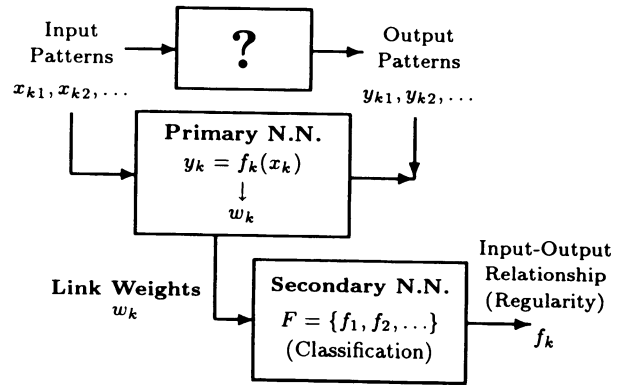 Input
Patterns
x_{k1}, x_{k2}, ...
?
Output
Patterns
y_{k1}, y_{k2}, ...
Primary N.N.
y_k = f_k(x_k)
↓
w_k
Link Weights
w_k
Secondary N.N.
F = {f_1, f_2, ...}
(Classification)
Input-Output
Relationship
(Regularity)
f_k